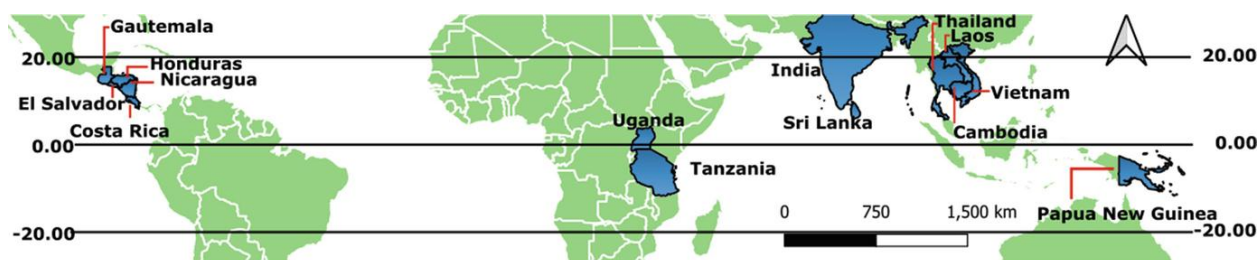 Gautemala
Thailand
Laos
20.00
Honduras
20.00
Nicaragua
India
El Salvador
Vietnam
Costa Rica
Uganda
Sri Lanka
Cambodia
0.00
0.00
Tanzania
0 750 1,500 km
Papua New Guinea
-20.00
-20.00